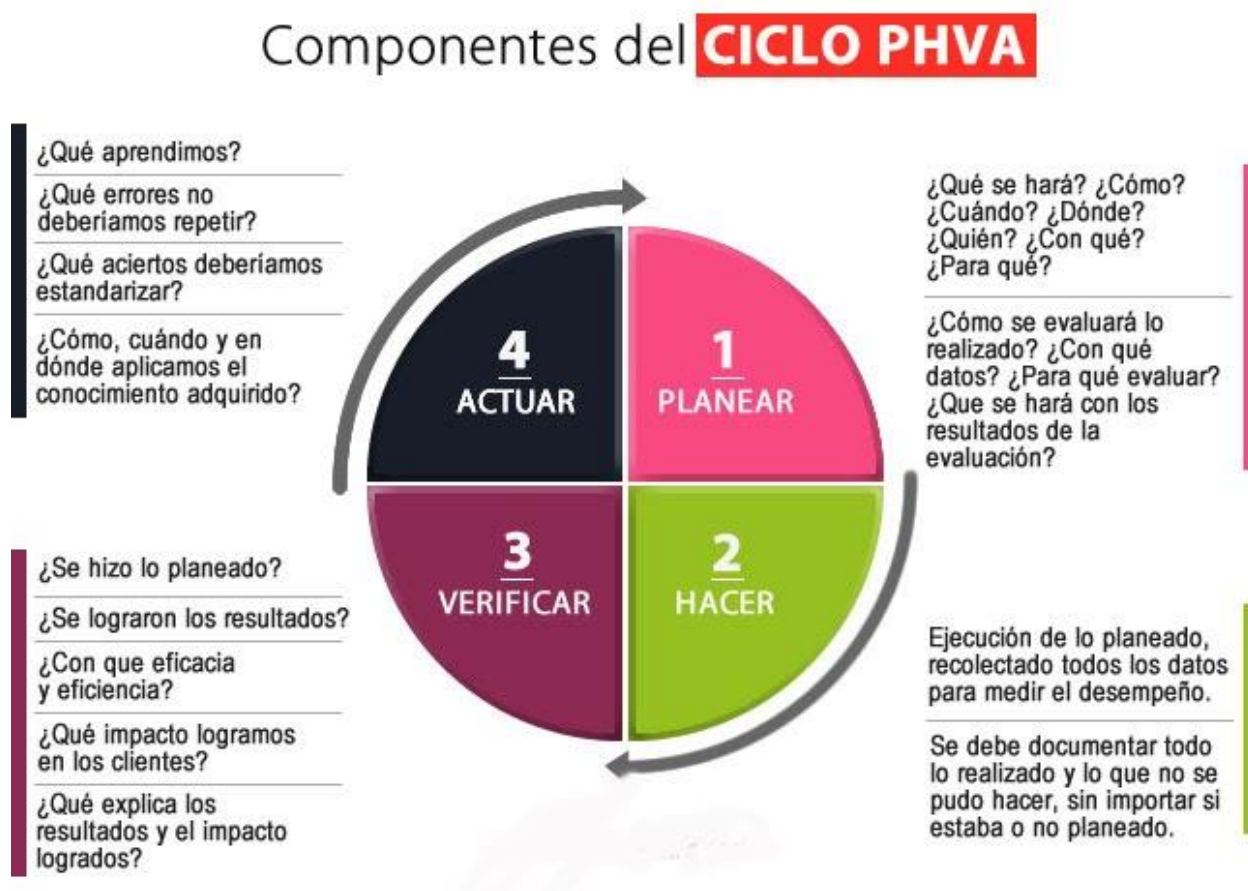 Componentes del CICLO PHVA
¿Qué aprendimos?
¿Qué errores no
deberíamos repetir?
¿Qué aciertos deberíamos
estandarizar?
¿Cómo, cuándo y en
dónde aplicamos el
conocimiento adquirido?
4
ACTUAR
1
PLANEAR
¿Qué se hará? ¿Cómo?
¿Cuándo? ¿Dónde?
¿Quién? ¿Con qué?
¿Para qué?
¿Cómo se evaluará lo
realizado? ¿Con qué
datos? ¿Para qué evaluar?
¿Que se hará con los
resultados de la
evaluación?
¿Se hizo lo planeado?
¿Se lograron los resultados?
¿Con que eficacia
y eficiencia?
¿Qué impacto logramos
en los clientes?
¿Qué explica los
resultados y el impacto
logrados?
3
VERIFICAR
2
HACER
Ejecución de lo planeado,
recolectado todos los datos
para medir el desempeño.
Se debe documentar todo
lo realizado y lo que no se
pudo hacer, sin importar si
estaba o no planeado.